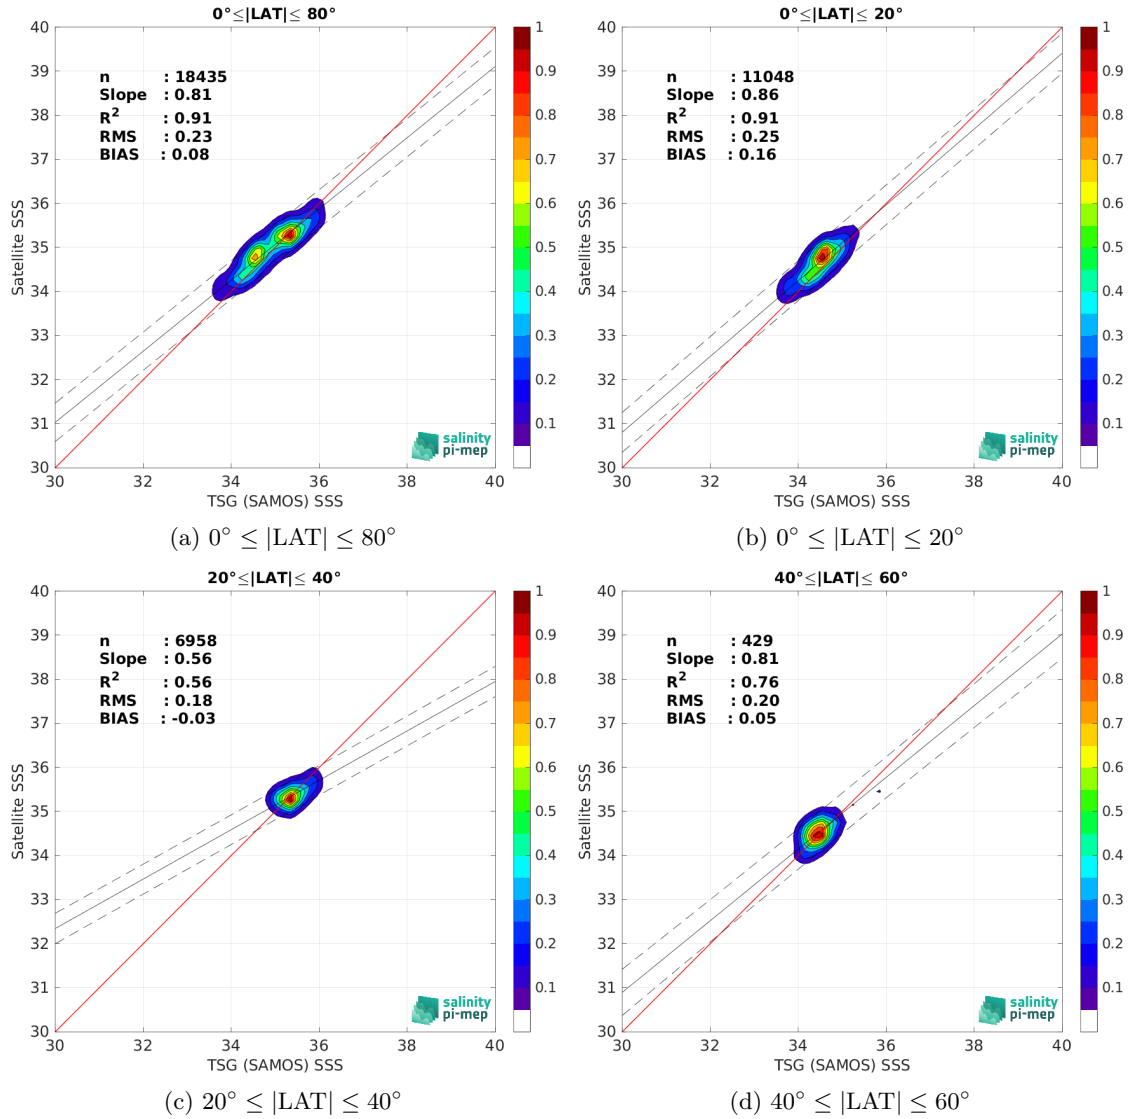 0°≤|LAT|≤ 80°
40
39
38
37
36
35
34
33
32
31
30
30
32
34
36
38
40
Satellite SSS
TSG (SAMOS) SSS
n : 18435
Slope : 0.81
R² : 0.91
RMS : 0.23
BIAS : 0.08
salinity
pi-mep
1
0.9
0.8
0.7
0.6
0.5
0.4
0.3
0.2
0.1
(a) 0° ≤ |LAT| ≤ 80°
0°≤|LAT|≤ 20°
40
39
38
37
36
35
34
33
32
31
30
30
32
34
36
38
40
Satellite SSS
TSG (SAMOS) SSS
n : 11048
Slope : 0.86
R² : 0.91
RMS : 0.25
BIAS : 0.16
salinity
pi-mep
1
0.9
0.8
0.7
0.6
0.5
0.4
0.3
0.2
0.1
(b) 0° ≤ |LAT| ≤ 20°
20°≤|LAT|≤ 40°
40
39
38
37
36
35
34
33
32
31
30
30
32
34
36
38
40
Satellite SSS
TSG (SAMOS) SSS
n : 6958
Slope : 0.56
R² : 0.56
RMS : 0.18
BIAS : -0.03
salinity
pi-mep
1
0.9
0.8
0.7
0.6
0.5
0.4
0.3
0.2
0.1
(c) 20° ≤ |LAT| ≤ 40°
40°≤|LAT|≤ 60°
40
39
38
37
36
35
34
33
32
31
30
30
32
34
36
38
40
Satellite SSS
TSG (SAMOS) SSS
n : 429
Slope : 0.81
R² : 0.76
RMS : 0.20
BIAS : 0.05
salinity
pi-mep
1
0.9
0.8
0.7
0.6
0.5
0.4
0.3
0.2
0.1
(d) 40° ≤ |LAT| ≤ 60°